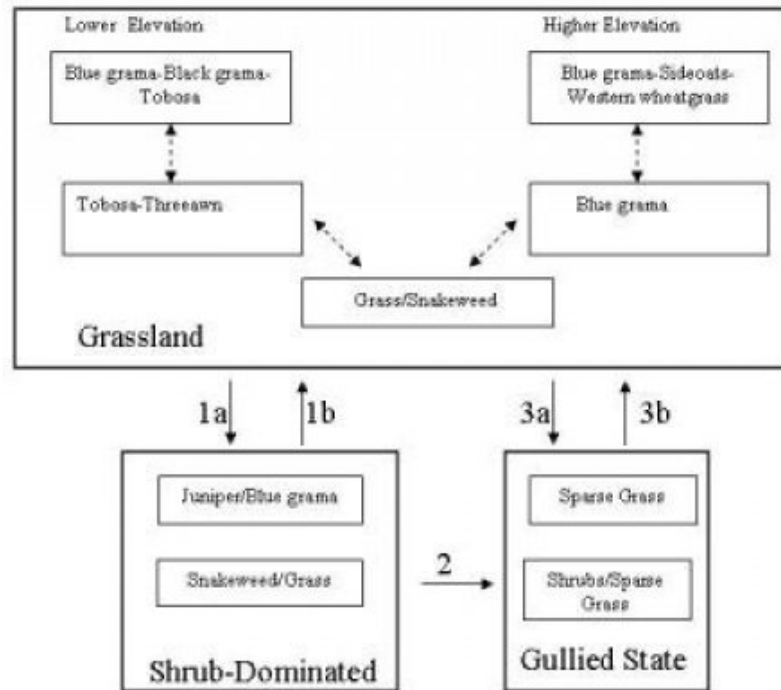 Lower Elevation
Higher Elevation
Blue grama-Black grama-
Tobosa
Blue grama-Sideoats-
Western wheatgrass
Tobosa-Threeawn
Blue grama
Grass/Snakeweed
Grassland
1a
1b
3a
3b
Juniper/Blue grama
Snakeweed/Grass
Shrub-Dominated
2
Sparse Grass
Shrubs/Sparse
Grass
Gullied State